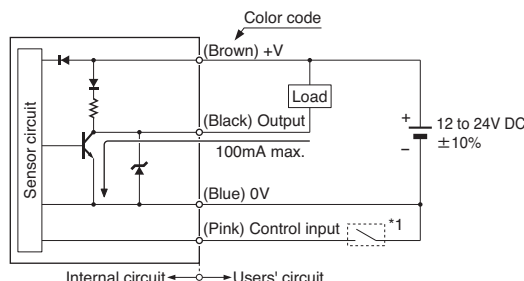 Color code
(Brown) +V
Load
Sensor circuit
(Black) Output
100mA max.
+
−
12 to 24V DC
±10%
(Blue) 0V
(Pink) Control input
*1
Internal circuit
Users' circuit